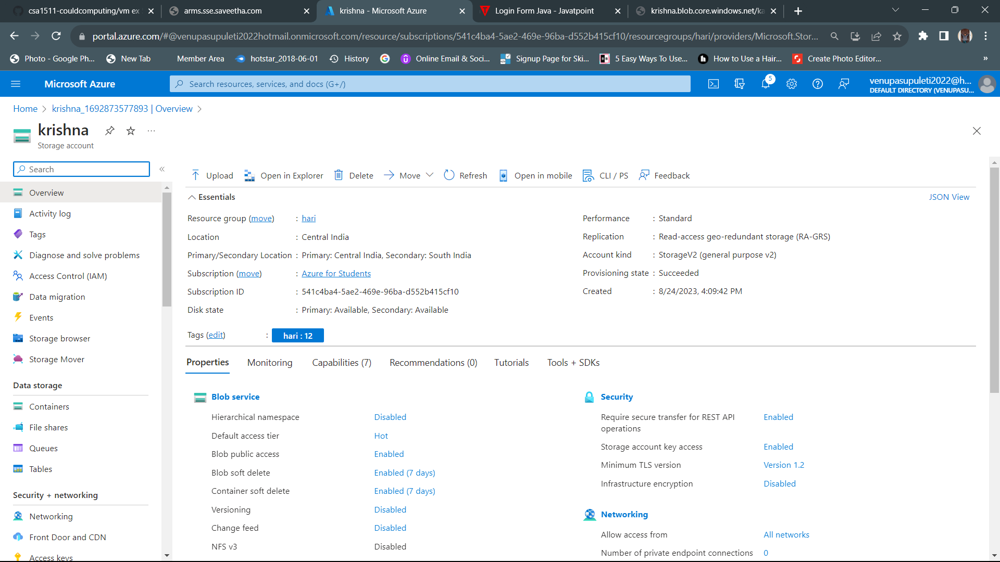 csa1511-couldcomputing/vm ex
arms.sse.saveetha.com
krishna - Microsoft Azure
Login Form Java - Javatpoint
krishna.blob.core.windows.net/ka
portal.azure.com/#@venupasupuleti2022hotmail.onmicrosoft.com/resource/subscriptions/541c4ba4-5ae2-469e-96ba-d552b415cf10/resourcegroups/hari/providers/Microsoft.Stor...
Photo - Google Ph...
New Tab
Member Area
hotstar_2018-06-01
History
Online Email & Soci...
Signup Page for Ski...
5 Easy Ways To Use...
How to Use a Hair...
Create Photo Editor...
»
Microsoft Azure
Search resources, services, and docs (G+/)
5
venupasupuleti2022@h...
DEFAULT DIRECTORY (VENUPASU...
Home > krishna_1692873577893 | Overview >
krishna
Storage account
Search
Overview
Activity log
Tags
Diagnose and solve problems
Access Control (IAM)
Data migration
Events
Storage browser
Storage Mover
Data storage
Containers
File shares
Queues
Tables
Security + networking
Networking
Front Door and CDN
Access keys
Upload
Open in Explorer
Delete
Move
Refresh
Open in mobile
CLI / PS
Feedback
Essentials
JSON View
Resource group (move) : hari
Location : Central India
Primary/Secondary Location : Primary: Central India, Secondary: South India
Subscription (move) : Azure for Students
Subscription ID : 541c4ba4-5ae2-469e-96ba-d552b415cf10
Disk state : Primary: Available, Secondary: Available
Performance : Standard
Replication : Read-access geo-redundant storage (RA-GRS)
Account kind : StorageV2 (general purpose v2)
Provisioning state : Succeeded
Created : 8/24/2023, 4:09:42 PM
Tags (edit) : hari : 12
Properties
Monitoring
Capabilities (7)
Recommendations (0)
Tutorials
Tools + SDKs
Blob service
Hierarchical namespace Disabled
Default access tier Hot
Blob public access Enabled
Blob soft delete Enabled (7 days)
Container soft delete Enabled (7 days)
Versioning Disabled
Change feed Disabled
NFS v3 Disabled
Security
Require secure transfer for REST API Enabled
operations
Storage account key access Enabled
Minimum TLS version Version 1.2
Infrastructure encryption Disabled
Networking
Allow access from All networks
Number of private endpoint connections 0